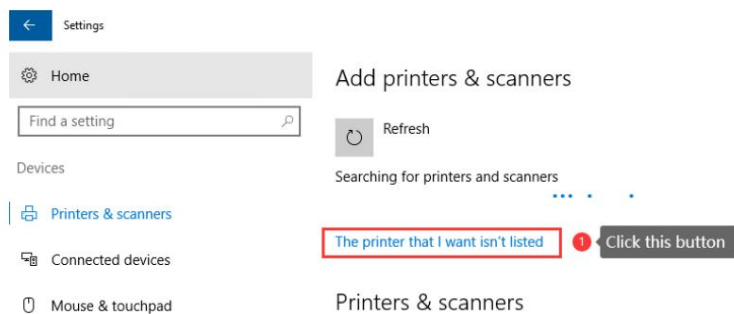 Settings
Home
Find a setting
Devices
Printers & scanners
Connected devices
Mouse & touchpad
Add printers & scanners
Refresh
Searching for printers and scanners
The printer that I want isn't listed
1 Click this button
Printers & scanners